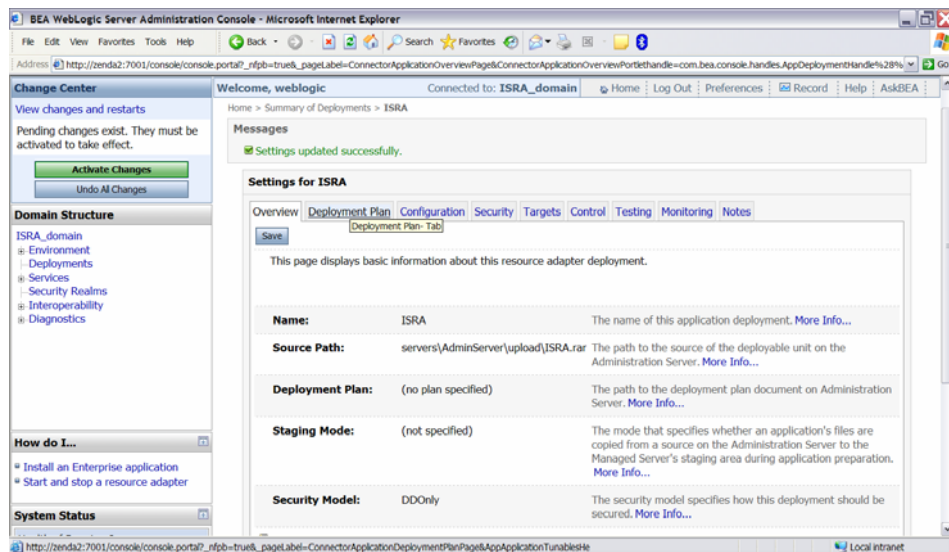 BEA WebLogic Server Administration Console - Microsoft Internet Explorer
File Edit View Favorites Tools Help
Back Search Favorites
Address http://zenda2:7001/console/console.portal?_nfpb=true&_pageLabel=ConnectorApplicationOverviewPage&ConnectorApplicationOverviewPortlethandle=com.bea.console.handles.AppDeploymentHandle%28% Go
Change Center
View changes and restarts
Pending changes exist. They must be
activated to take effect.
Activate Changes
Undo All Changes
Domain Structure
ISRA_domain
Environment
Deployments
Services
Security Realms
Interoperability
Diagnostics
How do I...
Install an Enterprise application
Start and stop a resource adapter
System Status
Welcome, weblogic Connected to: ISRA_domain Home Log Out Preferences Record Help AskBEA
Home > Summary of Deployments > ISRA
Messages
Settings updated successfully.
Settings for ISRA
Overview Deployment Plan Configuration Security Targets Control Testing Monitoring Notes
Deployment Plan- Tab
Save
This page displays basic information about this resource adapter deployment.
Name: ISRA The name of this application deployment. More Info...
Source Path: servers\AdminServer\upload\ISRA.rar The path to the source of the deployable unit on the
Administration Server. More Info...
Deployment Plan: (no plan specified) The path to the deployment plan document on Administration
Server. More Info...
Staging Mode: (not specified) The mode that specifies whether an application's files are
copied from a source on the Administration Server to the
Managed Server's staging area during application preparation.
More Info...
Security Model: DDOnly The security model specifies how this deployment should be
secured. More Info...
http://zenda2:7001/console/console.portal?_nfpb=true&_pageLabel=ConnectorApplicationDeploymentPlanPage&AppApplicationTunablesHe Local intranet